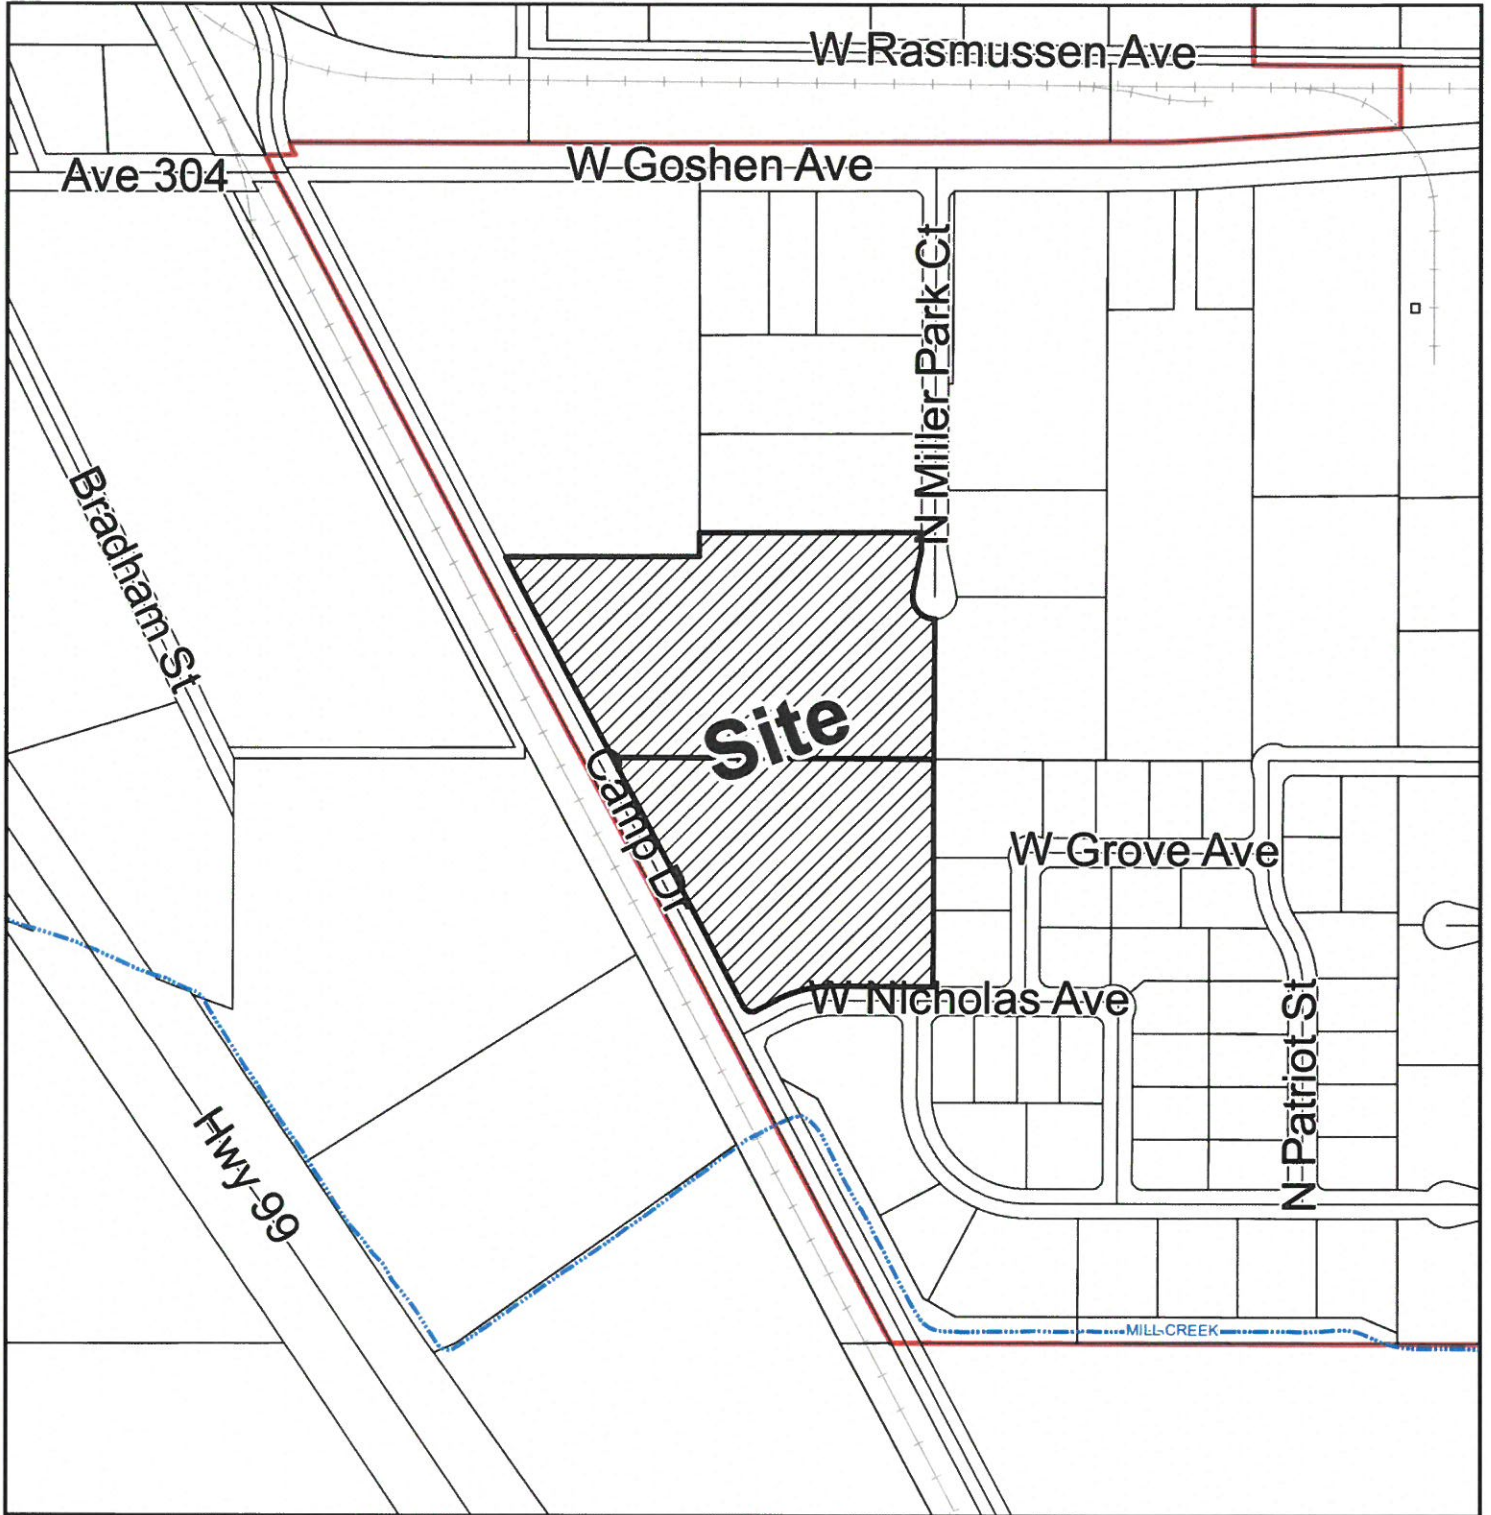 W Rasmussen Ave
Ave 304
W Goshen Ave
N Miller Park Ct
Bradham St
Site
Camp Dr
W Grove Ave
W Nicholas Ave
N Patriot St
Hwy 99
MILL CREEK